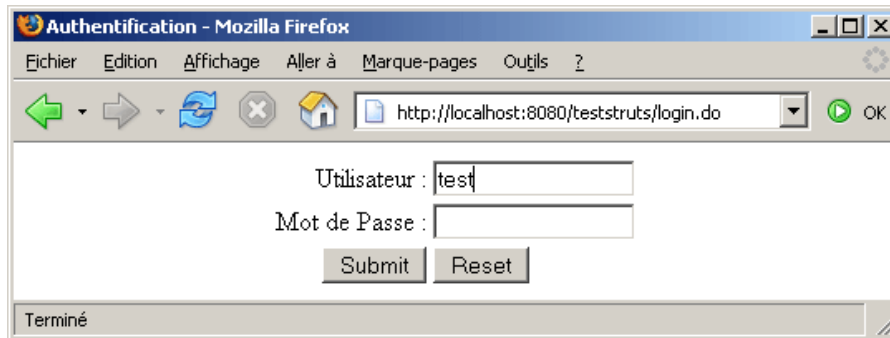 Authentification - Mozilla Firefox
Fichier Edition Affichage Aller à Marque-pages Outils ?
http://localhost:8080/teststruts/login.do OK
Utilisateur : test
Mot de Passe :
Submit Reset
Terminé